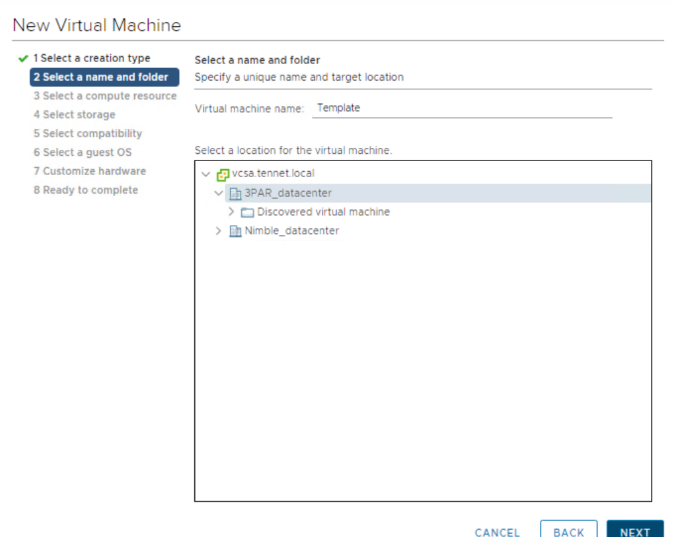 New Virtual Machine
1 Select a creation type
2 Select a name and folder
3 Select a compute resource
4 Select storage
5 Select compatibility
6 Select a guest OS
7 Customize hardware
8 Ready to complete
Select a name and folder
Specify a unique name and target location
Virtual machine name: Template
Select a location for the virtual machine.
vcsa.tennet.local
3PAR_datacenter
Discovered virtual machine
Nimble_datacenter
CANCEL BACK NEXT